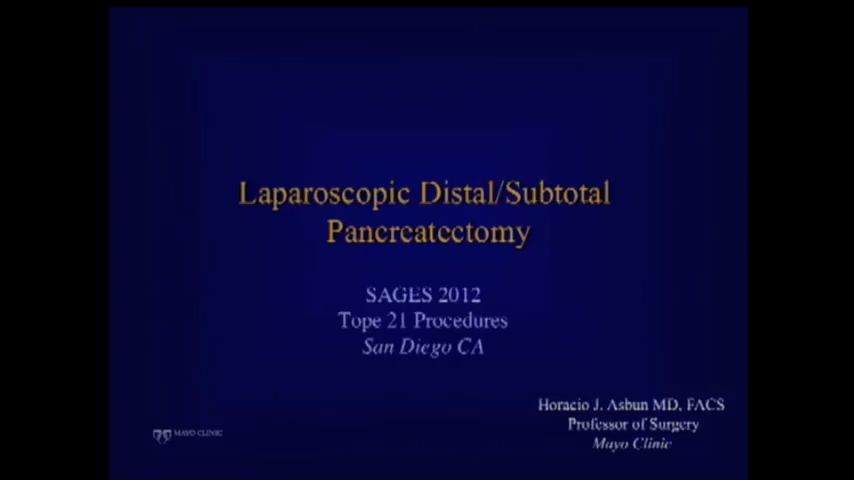 Laparoscopic Distal/Subtotal
Pancreatectomy
SAGES 2012
Tope 21 Procedures
San Diego CA
Horacio J. Asbun MD, FACS
Professor of Surgery
Mayo Clinic
MAYO CLINIC